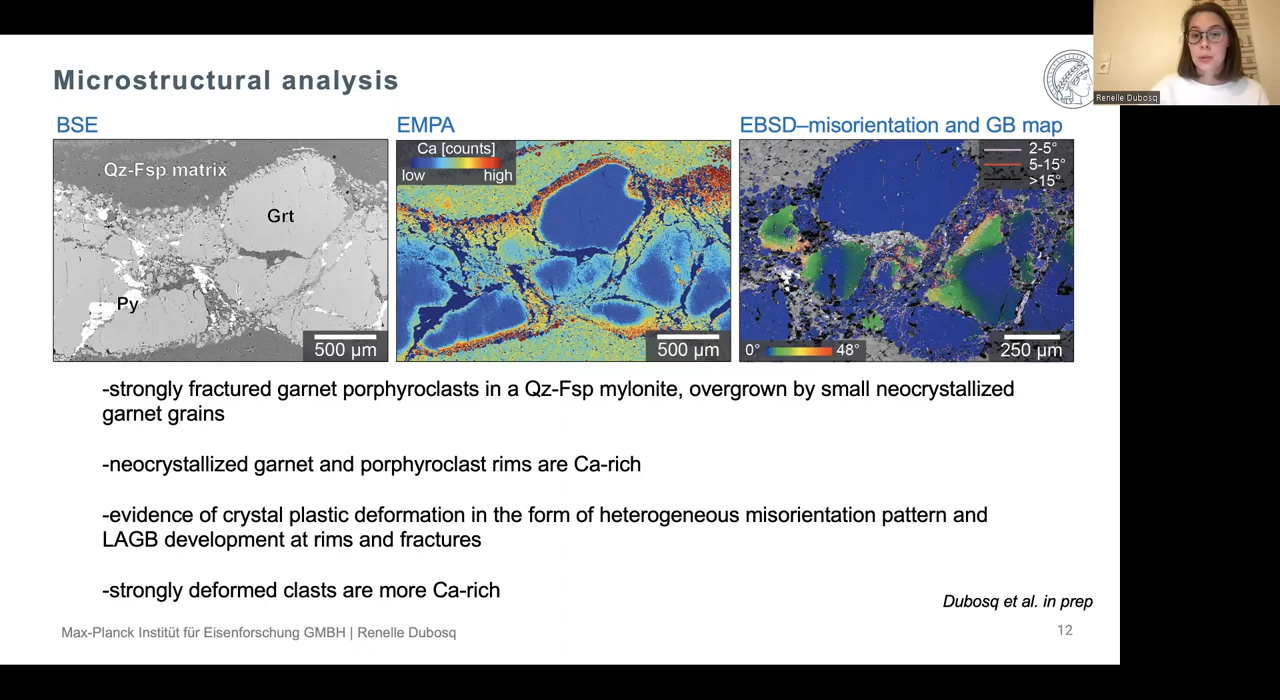 Microstructural analysis
Renelle Dubosq
BSE
EMPA
EBSD–misorientation and GB map
Qz-Fsp matrix
Grt
Py
500 µm
Ca [counts]
low high
500 µm
2-5°
5-15°
>15°
0° 48°
250 µm
-strongly fractured garnet porphyroclasts in a Qz-Fsp mylonite, overgrown by small neocrystallized
garnet grains
-neocrystallized garnet and porphyroclast rims are Ca-rich
-evidence of crystal plastic deformation in the form of heterogeneous misorientation pattern and
LAGB development at rims and fractures
-strongly deformed clasts are more Ca-rich
Dubosq et al. in prep
Max-Planck Institüt für Eisenforschung GMBH | Renelle Dubosq
12